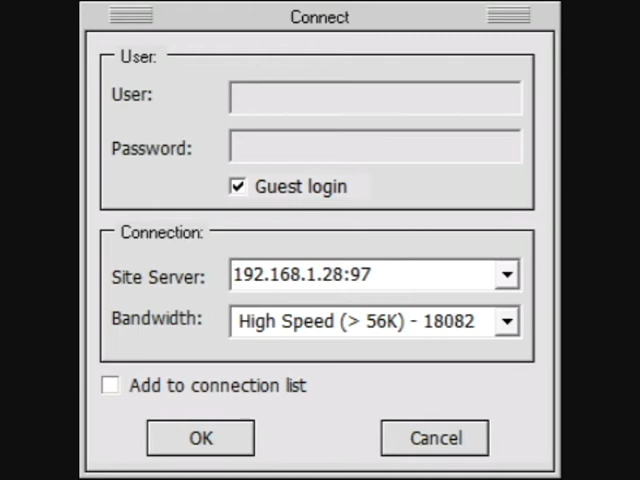 Connect
User:
User:
Password:
Guest login
Connection:
Site Server: 192.168.1.28:97
Bandwidth: High Speed (> 56K) - 18082
Add to connection list
OK Cancel